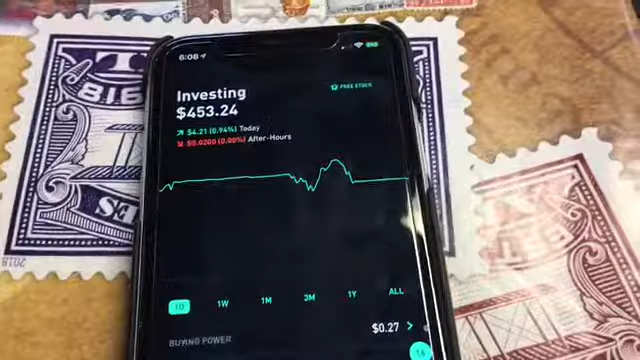 6:08
Investing
$453.24
FREE STOCK
$4.21 (0.94%) Today
$0.0200 (0.00%) After-Hours
1D 1W 1M 3M 1Y ALL
BUYING POWER $0.27
2018